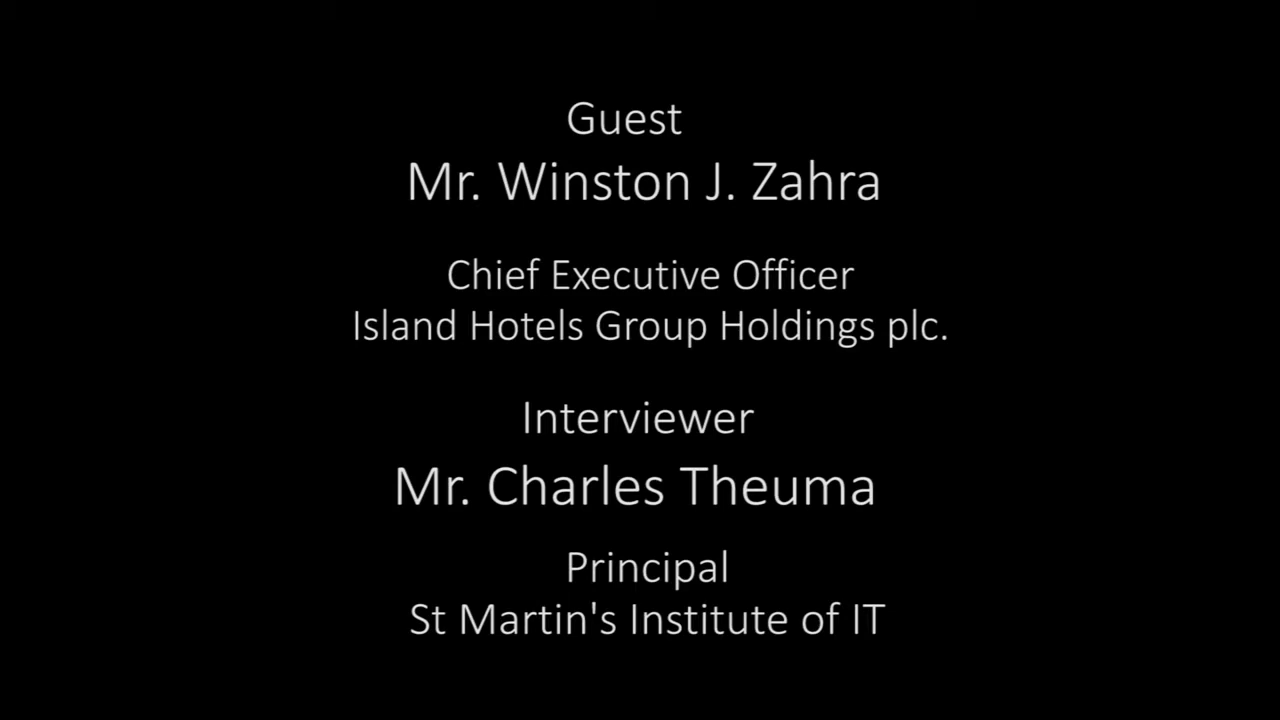 Guest
Mr. Winston J. Zahra
Chief Executive Officer
Island Hotels Group Holdings plc.
Interviewer
Mr. Charles Theuma
Principal
St Martin's Institute of IT